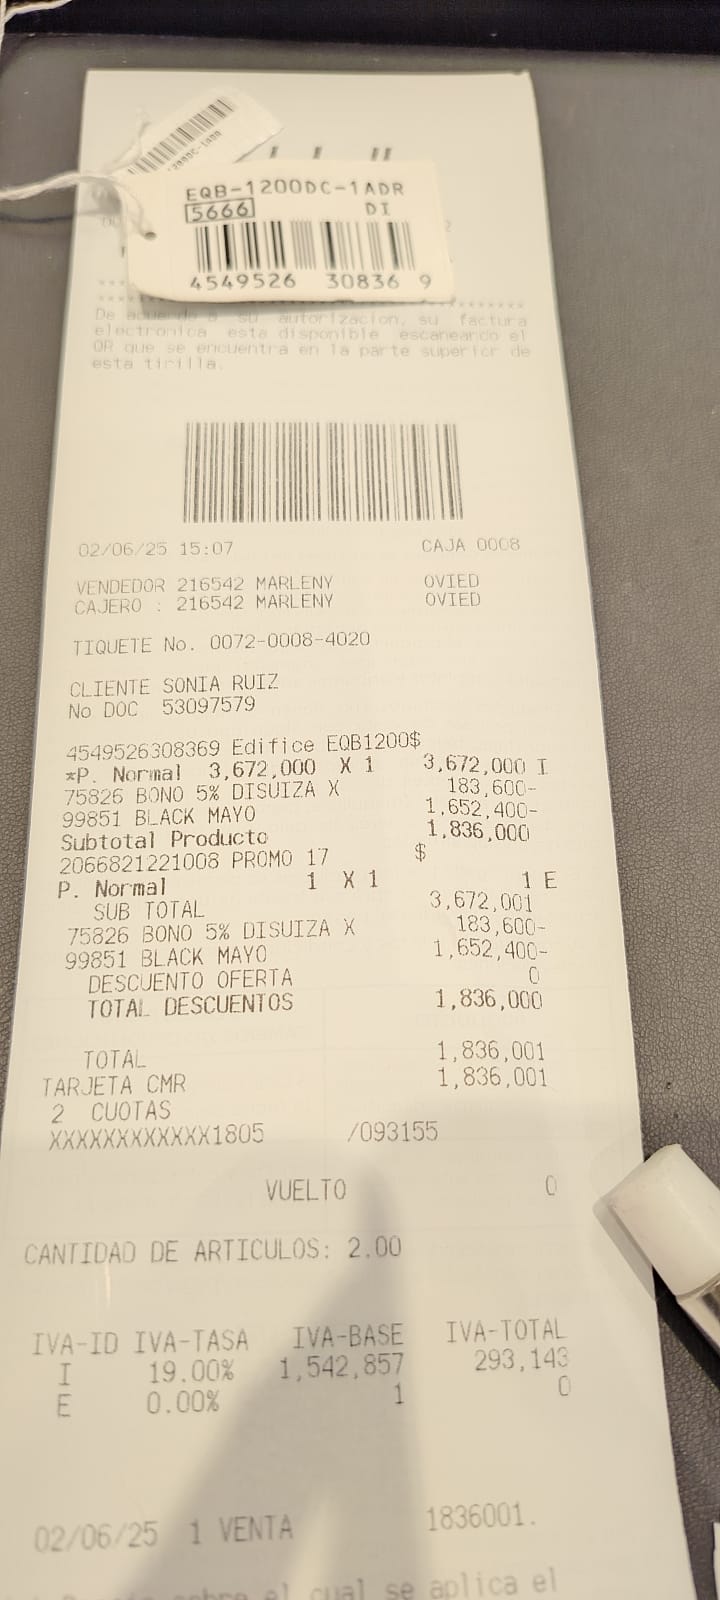 EQB-1200DC-1ADR
5666 DI
4549526 30836 9
De acuerdo a su autorizacion, su factura
electronica esta disponible escaneando el
QR que se encuentra en la parte superior de
esta tirilla.
02/06/25 15:07 CAJA 0008
VENDEDOR 216542 MARLENY OVIED
CAJERO : 216542 MARLENY OVIED
TIQUETE No. 0072-0008-4020
CLIENTE SONIA RUIZ
No DOC 53097579
4549526308369 Edifice EQB1200$
*P. Normal 3,672,000 X 1 3,672,000 I
75826 BONO 5% DISUIZA X 183,600-
99851 BLACK MAYO 1,652,400-
Subtotal Producto 1,836,000
2066821221008 PROMO 17 $
P. Normal 1 X 1 1 E
SUB TOTAL 3,672,001
75826 BONO 5% DISUIZA X 183,600-
99851 BLACK MAYO 1,652,400-
DESCUENTO OFERTA 0
TOTAL DESCUENTOS 1,836,000
TOTAL 1,836,001
TARJETA CMR 1,836,001
2 CUOTAS
XXXXXXXXXXXX1805 /093155
VUELTO 0
CANTIDAD DE ARTICULOS: 2.00
IVA-ID IVA-TASA IVA-BASE IVA-TOTAL
I 19.00% 1,542,857 293,143
E 0.00% 1 0
02/06/25 1 VENTA 1836001.
sobre el cual se aplica el